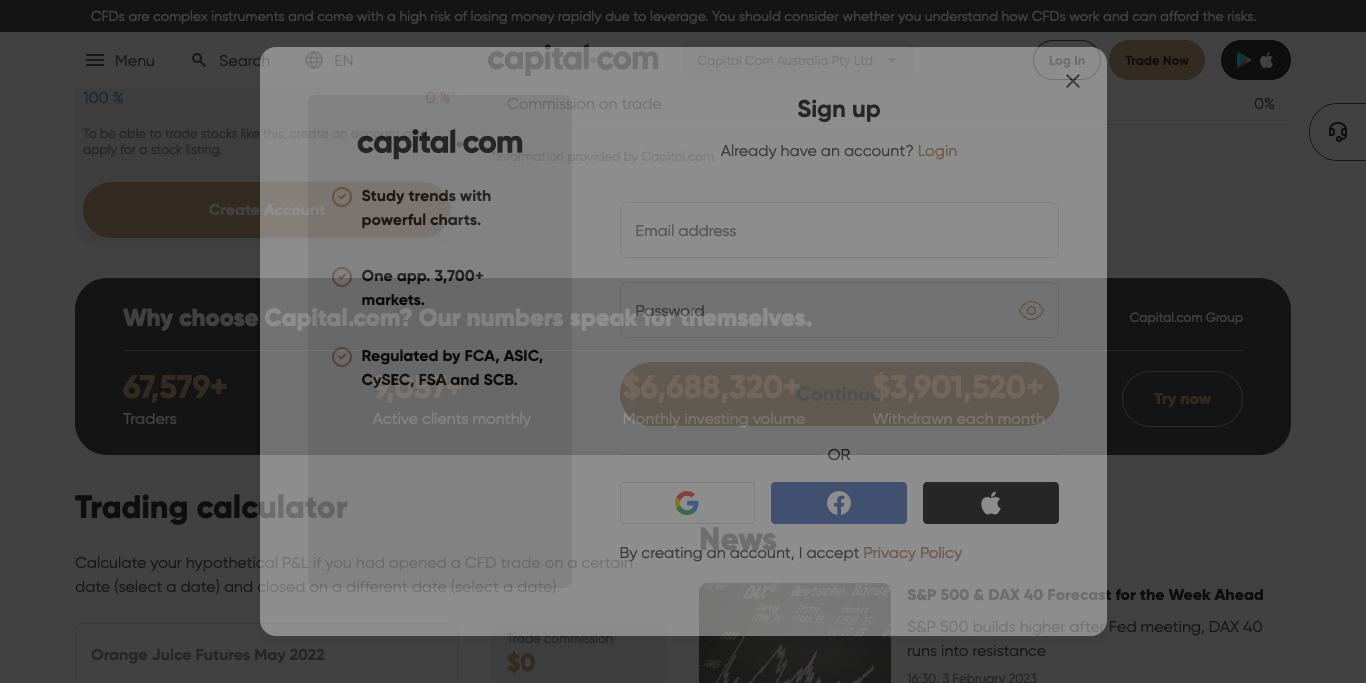 CFDs are complex instruments and come with a high risk of losing money rapidly due to leverage. You should consider whether you understand how CFDs work and can afford the risks.
Menu
Search
EN
capital.com
Capital Com Australia Pty Ltd
Log In
Trade Now
100 %
0 %
Commission on trade
0%
To be able to trade stocks like this, create an account and
apply for a stock listing.
*Information provided by Capital.com
Create Account
Sign up
Already have an account? Login
capital.com
Study trends with
powerful charts.
One app. 3,700+
markets.
Regulated by FCA, ASIC,
CySEC, FSA and SCB.
Email address
Password
Continue
OR
By creating an account, I accept Privacy Policy
Why choose Capital.com? Our numbers speak for themselves.
Capital.com Group
67,579+
Traders
Active clients monthly
$6,688,320+
Monthly investing volume
$3,901,520+
Withdrawn each month
Try now
Trading calculator
Calculate your hypothetical P&L if you had opened a CFD trade on a certain
date (select a date) and closed on a different date (select a date).
Orange Juice Futures May 2022
Trade commission
$0
News
DAX
Deutsche Börse
S&P 500 & DAX 40 Forecast for the Week Ahead
S&P 500 builds higher after Fed meeting, DAX 40
runs into resistance
16:30, 3 February 2023